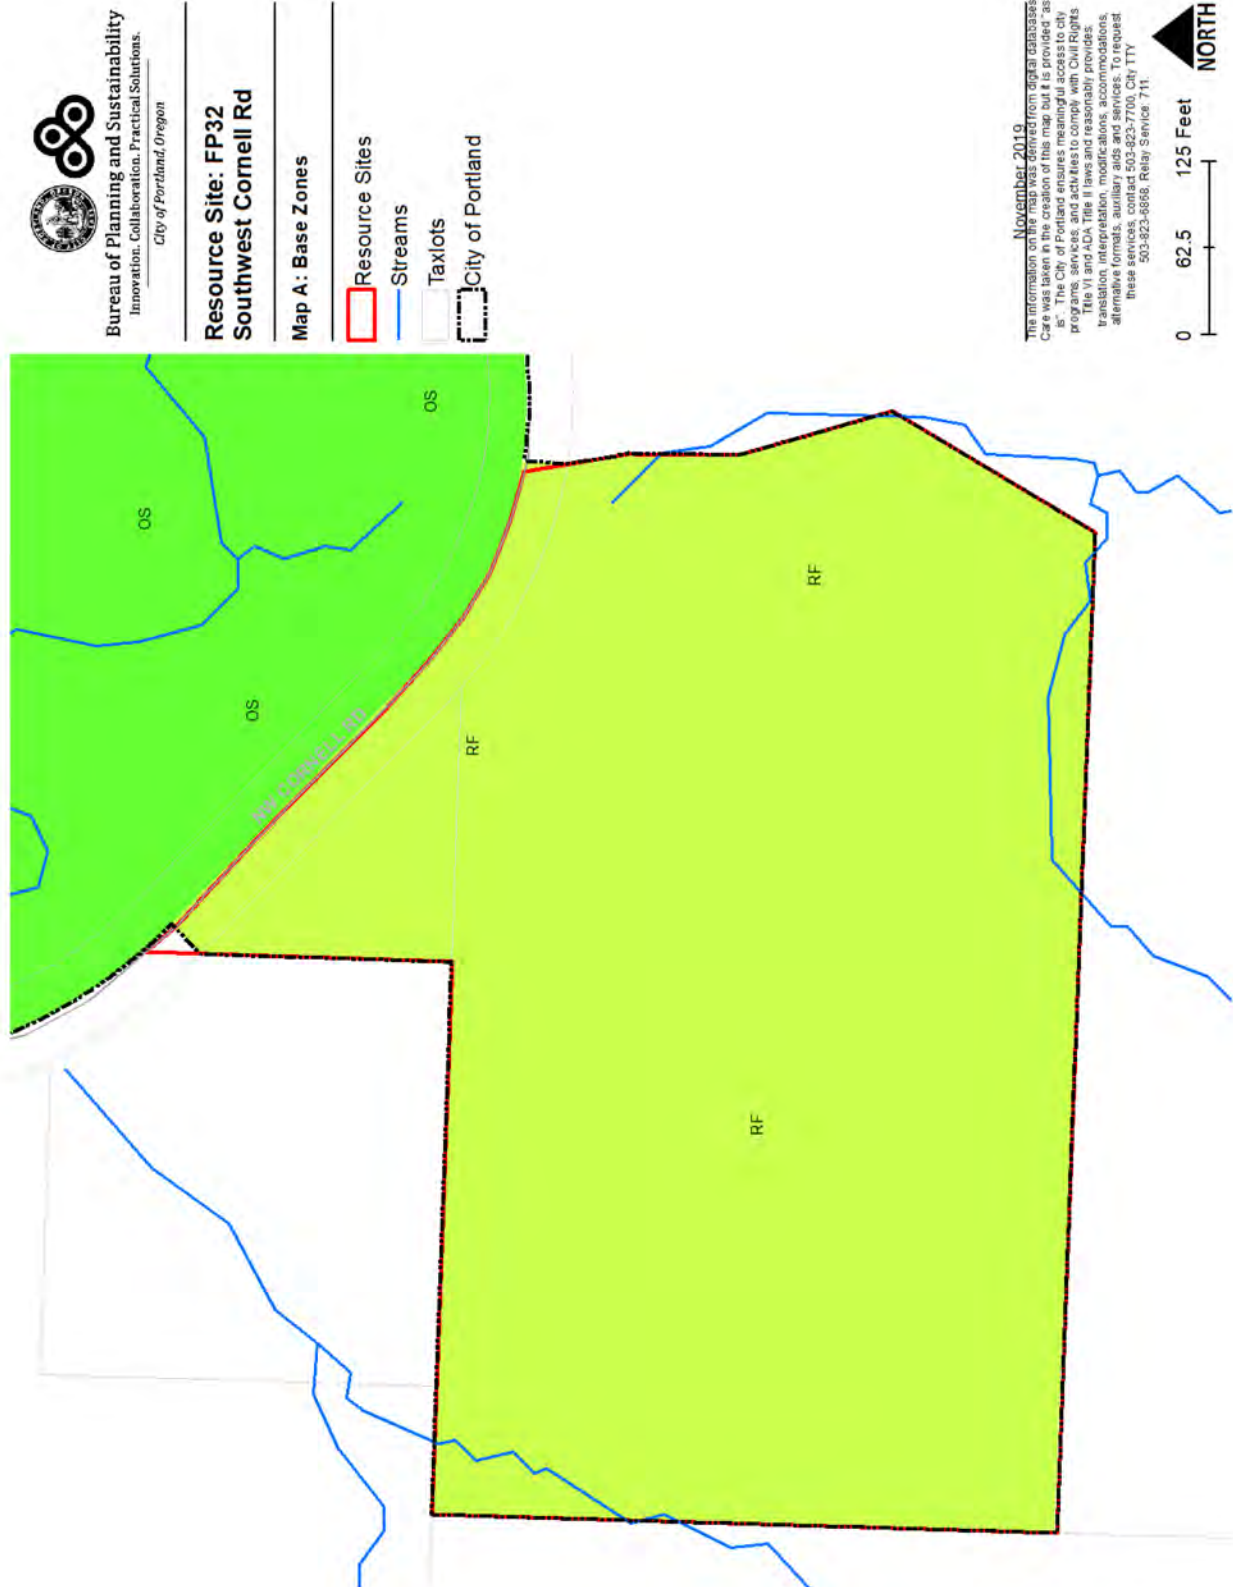 Bureau of Planning and Sustainability
Innovation. Collaboration. Practical Solutions.
City of Portland, Oregon
Resource Site: FP32
Southwest Cornell Rd
Map A: Base Zones
Resource Sites
Streams
Taxlots
City of Portland
November 2019
The information on the map was derived from digital databases
Care was taken in the creation of this map but it is provided "as
is". The City of Portland ensures meaningful access to city
programs, services, and activities to comply with Civil Rights
Title VI and ADA Title II laws and reasonably provides:
translation, interpretation, modifications, accommodations,
alternative formats, auxiliary aids and services. To request
these services, contact 503-823-7700, City TTY
503-823-6868, Relay Service: 711.
0 62.5 125 Feet
NORTH
OS
OS
OS
NW CORNELL RD
RF
RF
RF